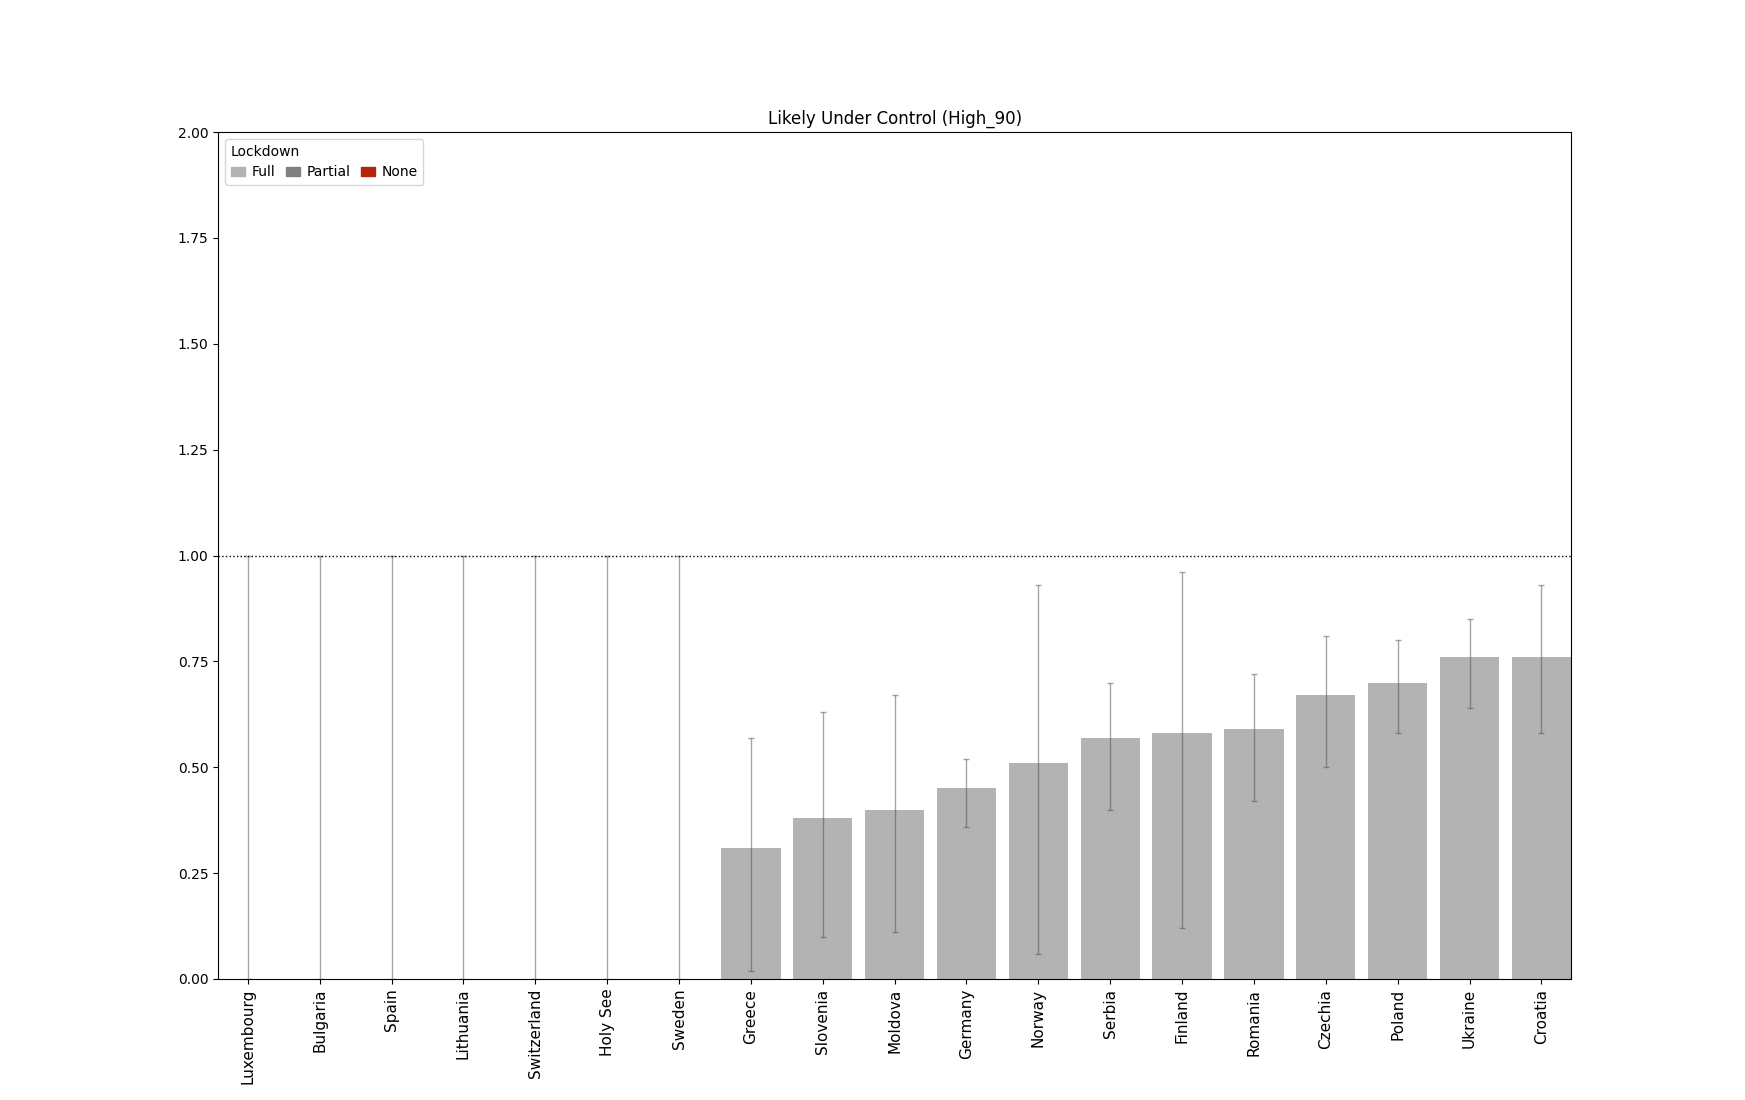 Likely Under Control (High_90)
2.00
Lockdown
Full Partial None
1.75
1.50
1.25
1.00
0.75
0.50
0.25
0.00
Luxembourg
Bulgaria
Spain
Lithuania
Switzerland
Holy See
Sweden
Greece
Slovenia
Moldova
Germany
Norway
Serbia
Finland
Romania
Czechia
Poland
Ukraine
Croatia